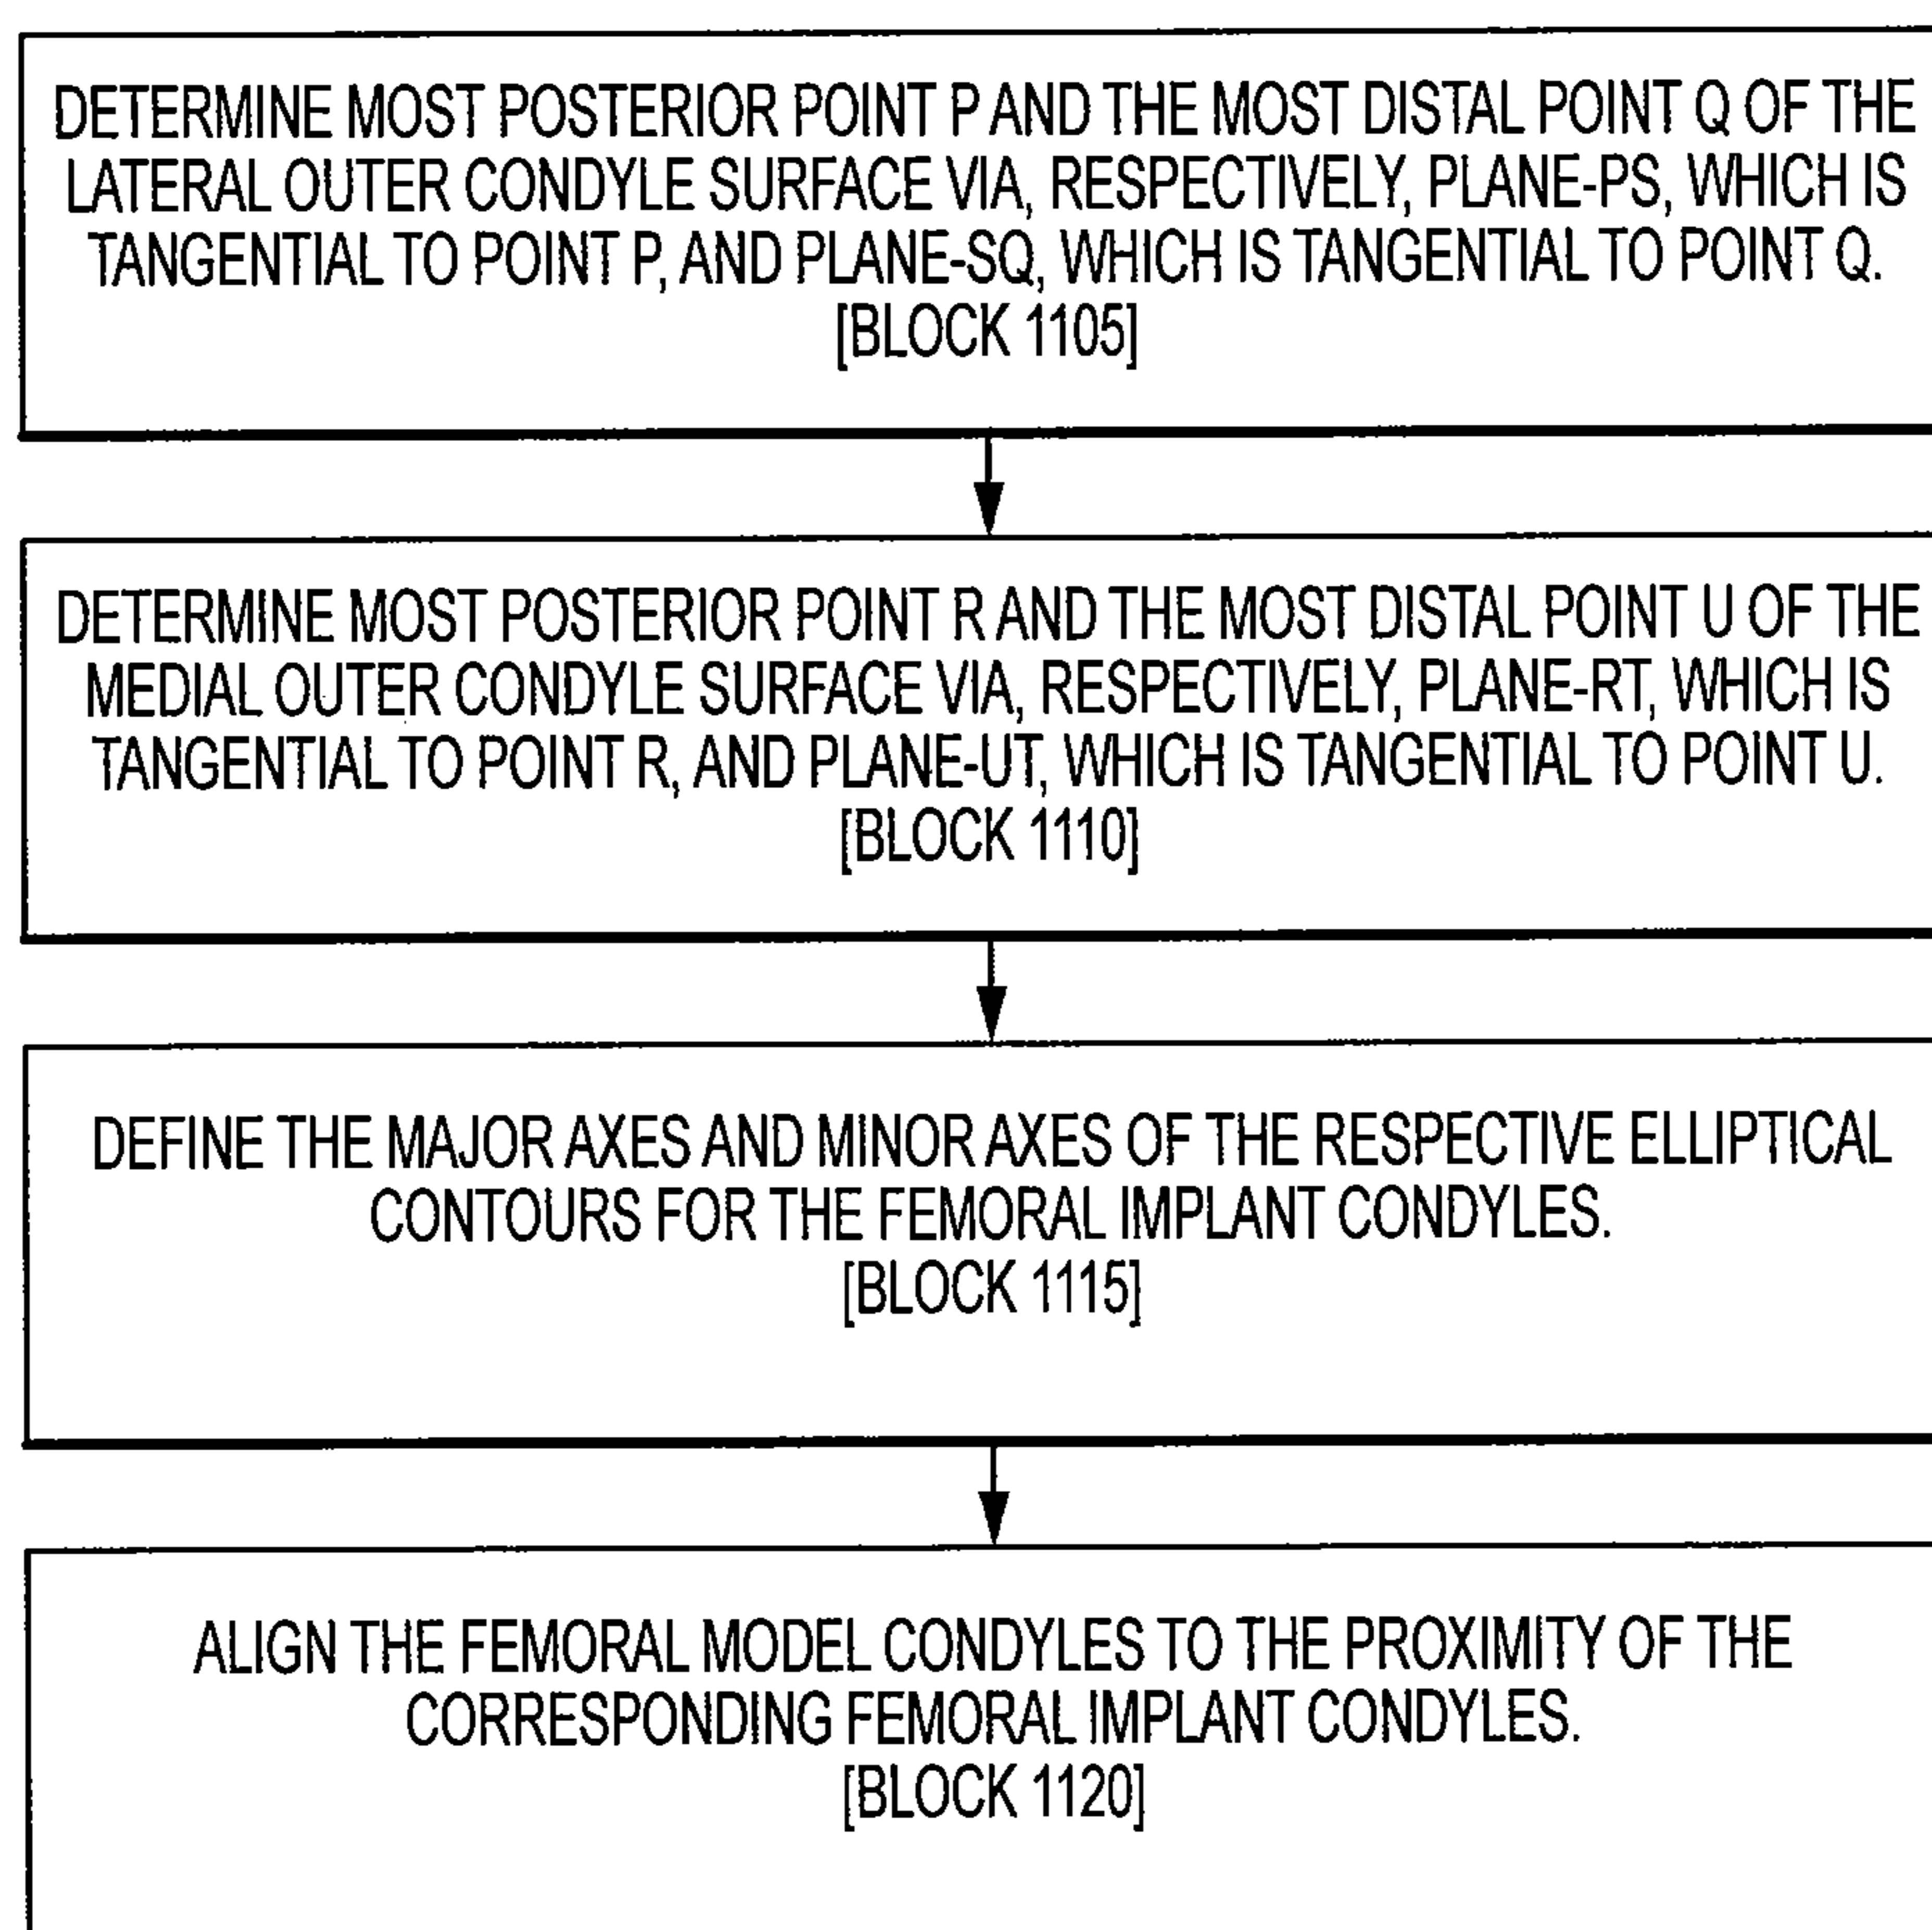 DETERMINE MOST POSTERIOR POINT P AND THE MOST DISTAL POINT Q OF THE
LATERAL OUTER CONDYLE SURFACE VIA, RESPECTIVELY, PLANE-PS, WHICH IS
TANGENTIAL TO POINT P, AND PLANE-SQ, WHICH IS TANGENTIAL TO POINT Q.
[BLOCK 1105]
DETERMINE MOST POSTERIOR POINT R AND THE MOST DISTAL POINT U OF THE
MEDIAL OUTER CONDYLE SURFACE VIA, RESPECTIVELY, PLANE-RT, WHICH IS
TANGENTIAL TO POINT R, AND PLANE-UT, WHICH IS TANGENTIAL TO POINT U.
[BLOCK 1110]
DEFINE THE MAJOR AXES AND MINOR AXES OF THE RESPECTIVE ELLIPTICAL
CONTOURS FOR THE FEMORAL IMPLANT CONDYLES.
[BLOCK 1115]
ALIGN THE FEMORAL MODEL CONDYLES TO THE PROXIMITY OF THE
CORRESPONDING FEMORAL IMPLANT CONDYLES.
[BLOCK 1120]